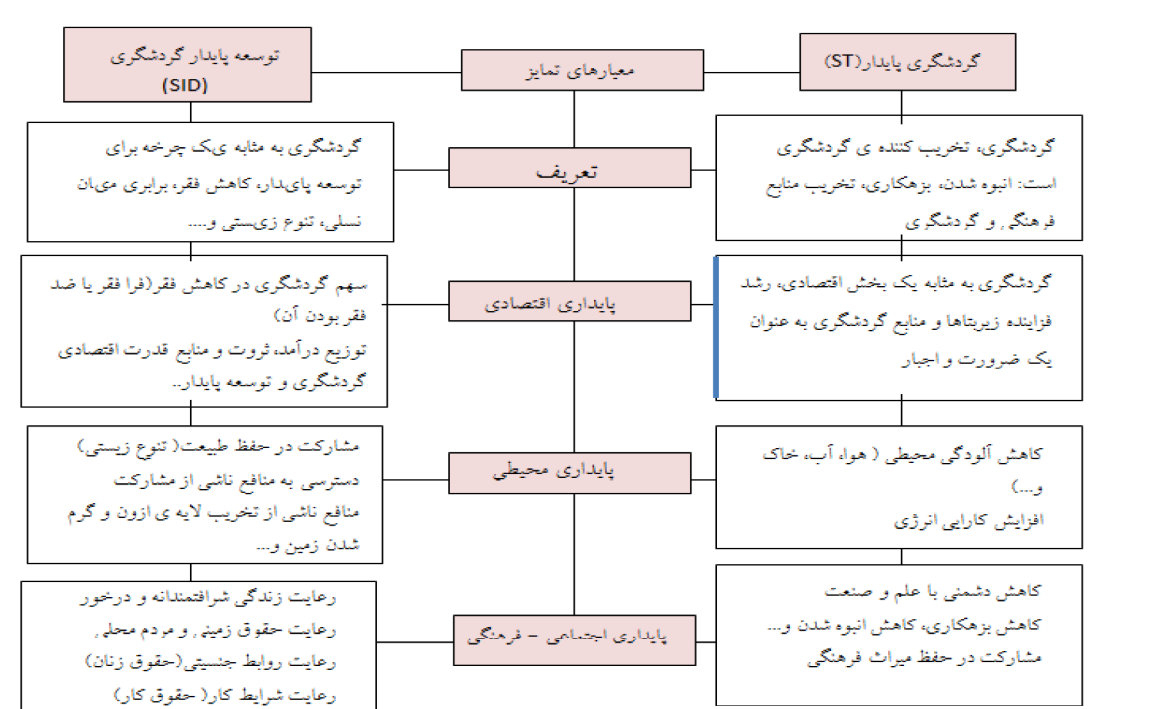 گردشگری پایدار(ST)
معیارهای تمایز
توسعه پایدار گردشگری
(SID)
گردشگری، تخریب کننده ی گردشگری
است: انبوه شدن، بزهکاری، تخریب منابع
فرهنگی و گردشگری
تعریف
گردشگری به مثابه یک چرخه برای
توسعه پایدار، کاهش فقر، برابری میان
نسلی، تنوع زیستی و....
گردشگری به مثابه یک بخش اقتصادی، رشد
فزاینده زیربتاها و منابع گردشگری به عنوان
یک ضرورت و اجبار
پایداری اقتصادی
سهم گردشگری در کاهش فقر(فرا فقر یا ضد
فقر بودن آن)
توزیع درآمد، ثروت و منابع قدرت اقتصادی
گردشگری و توسعه پایدار..
کاهش آلودگی محیطی ( هوا، آب، خاک
و...)
افزایش کارایی انرژی
پایداری محیطی
مشارکت در حفظ طبیعت( تنوع زیستی)
دسترسی به منافع ناشی از مشارکت
منافع ناشی از تخریب لایه ی ازون و گرم
شدن زمین و...
کاهش دشمنی با علم و صنعت
کاهش بزهکاری، کاهش انبوه شدن و...
مشارکت در حفظ میراث فرهنگی
پایداری اجتماعی - فرهنگی
رعایت زندگی شرافتمندانه و درخور
رعایت حقوق زمینی و مردم محلی
رعایت روابط جنسیتی(حقوق زنان)
رعایت شرایط کار( حقوق کار)